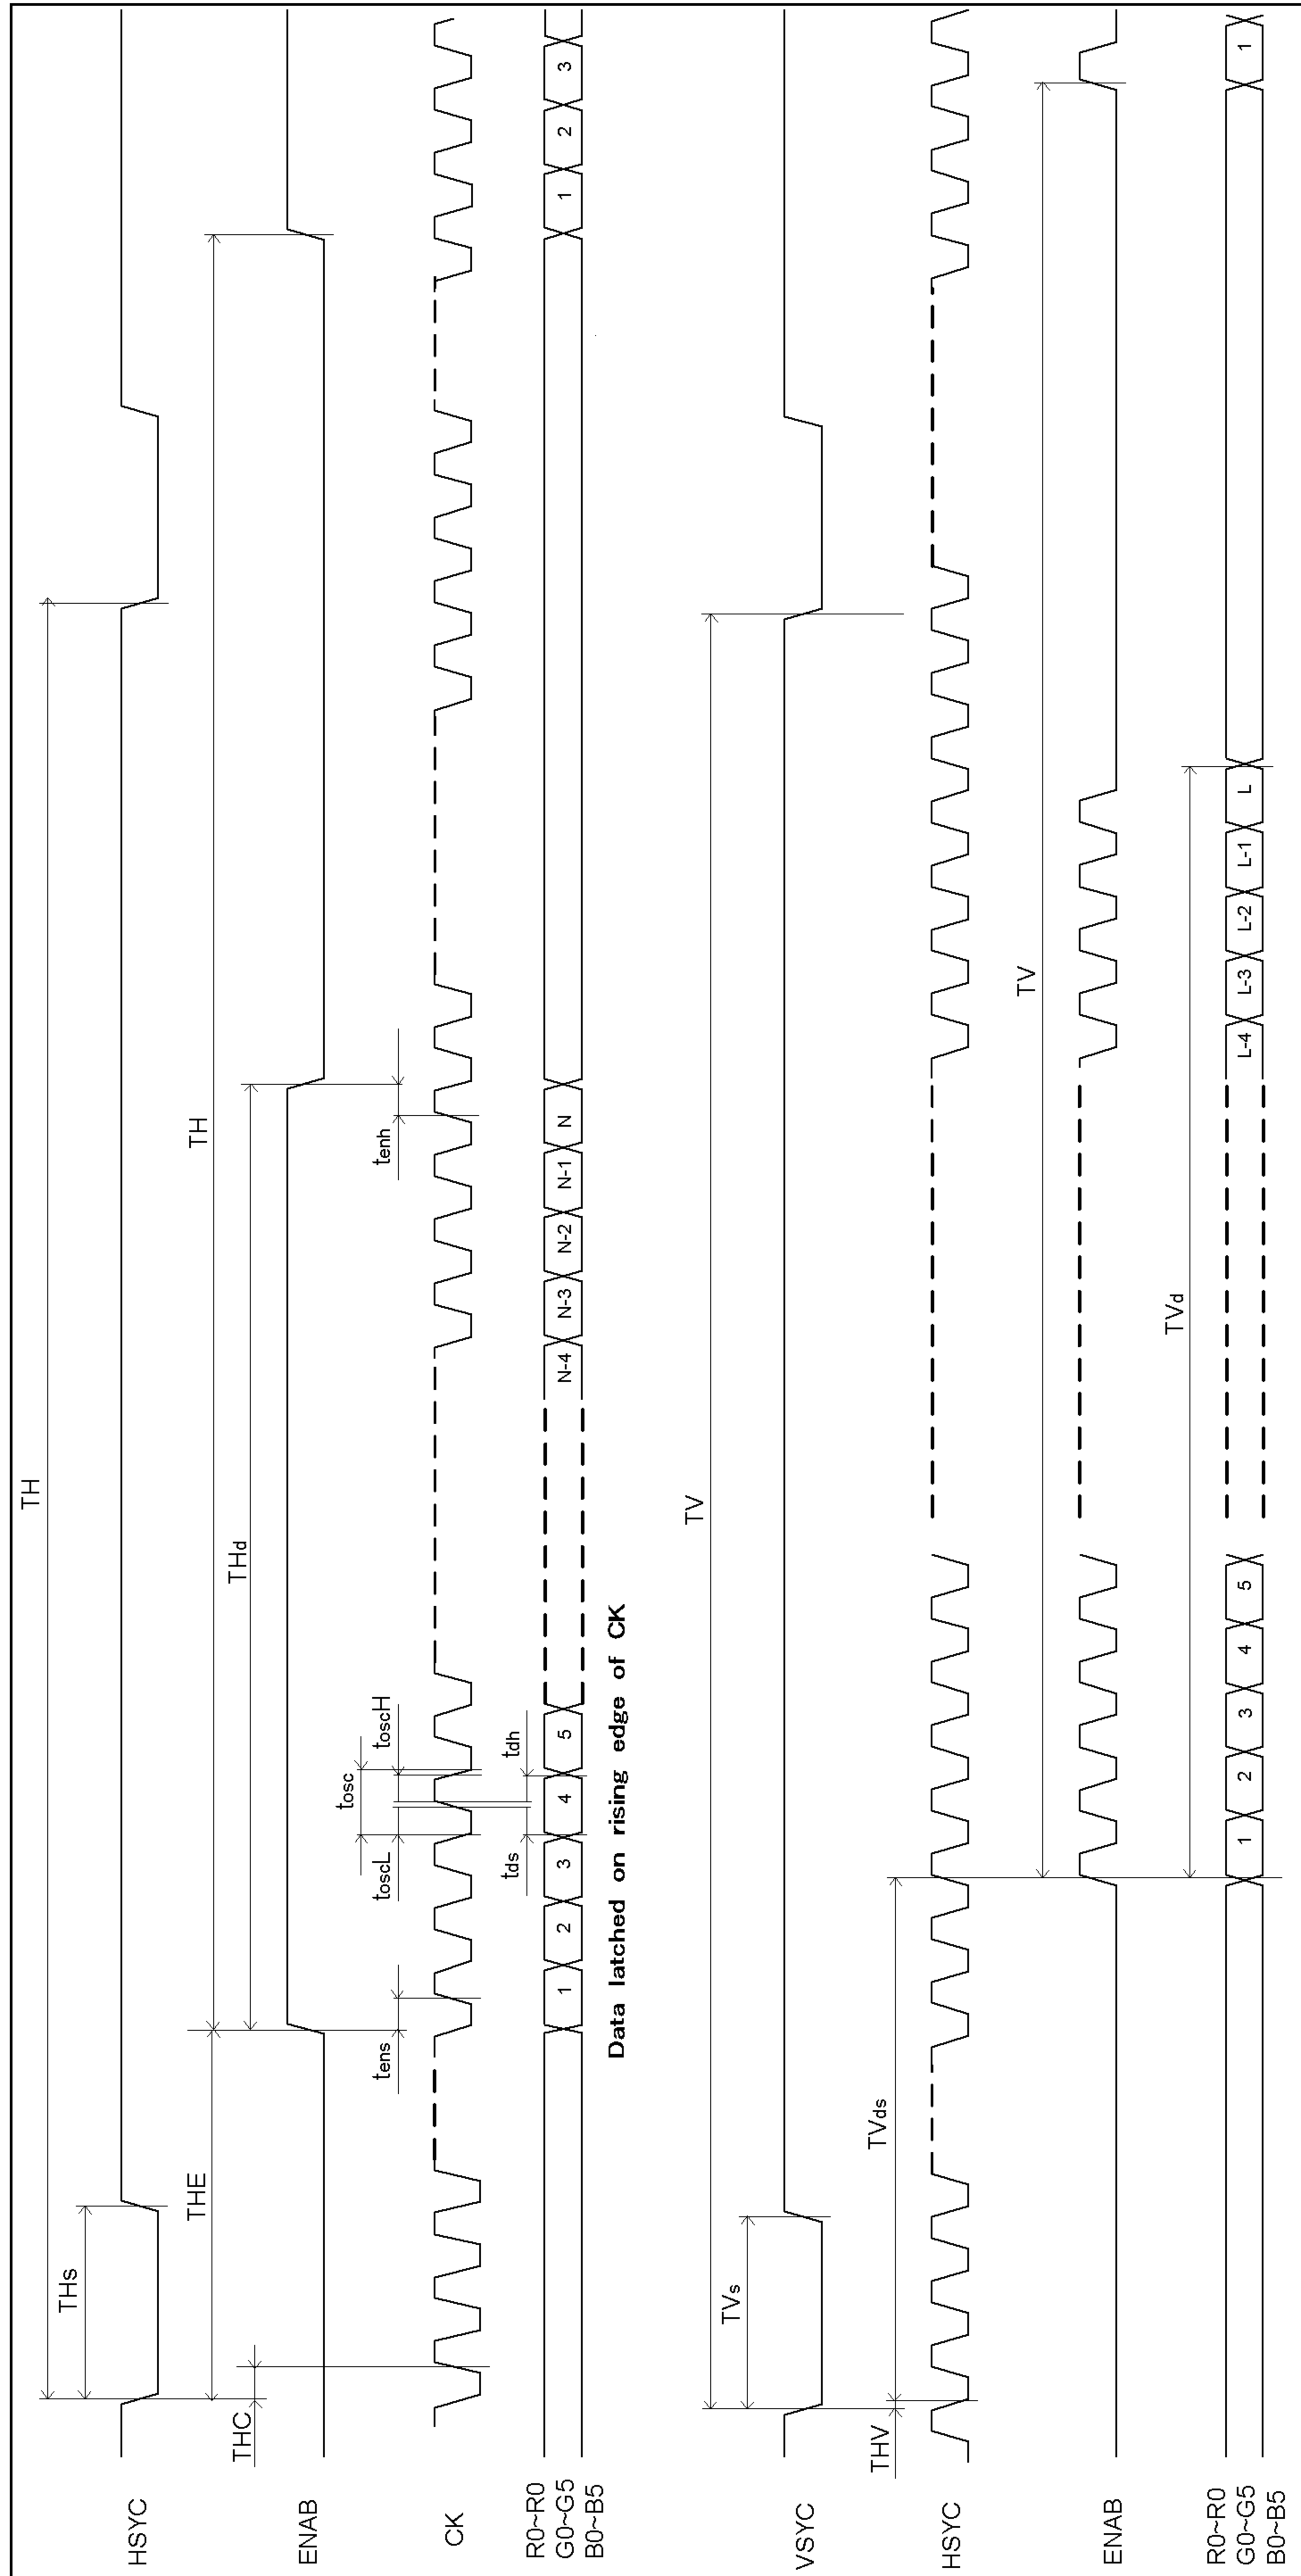 HSYC
THs
TH
ENAB
THC
THE
THd
TH
CK
tens
toscL
tosc
toscH
tenh
tds
tdh
R0~R0
G0~G5
B0~B5
1 2 3 4 5 N-4 N-3 N-2 N-1 N 1 2 3
Data latched on rising edge of CK
VSYC
TVs
TV
HSYC
THV
TVds
ENAB
TV
TVd
R0~R0
G0~G5
B0~B5
1 2 3 4 5 L-4 L-3 L-2 L-1 L 1